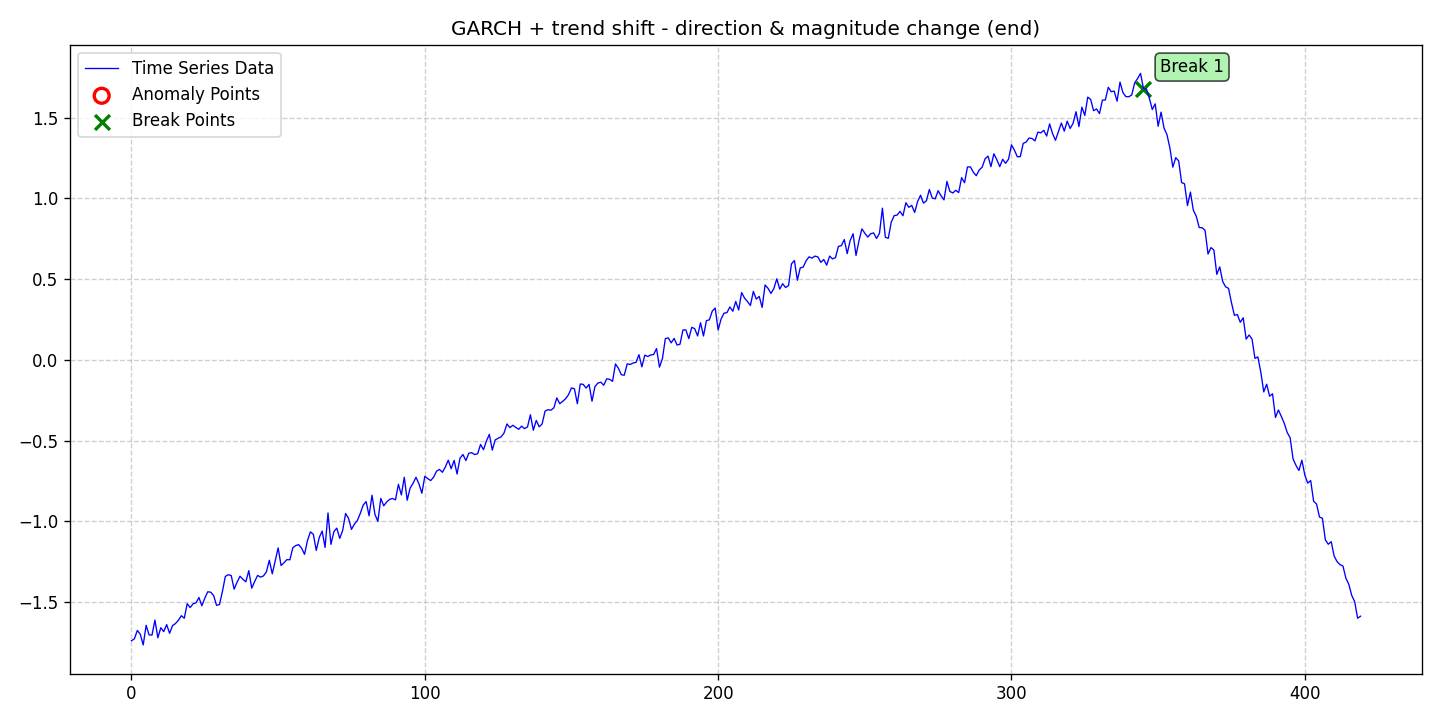 GARCH + trend shift - direction & magnitude change (end)
Time Series Data
Anomaly Points
Break Points
Break 1
1.5
1.0
0.5
0.0
−0.5
−1.0
−1.5
0 100 200 300 400